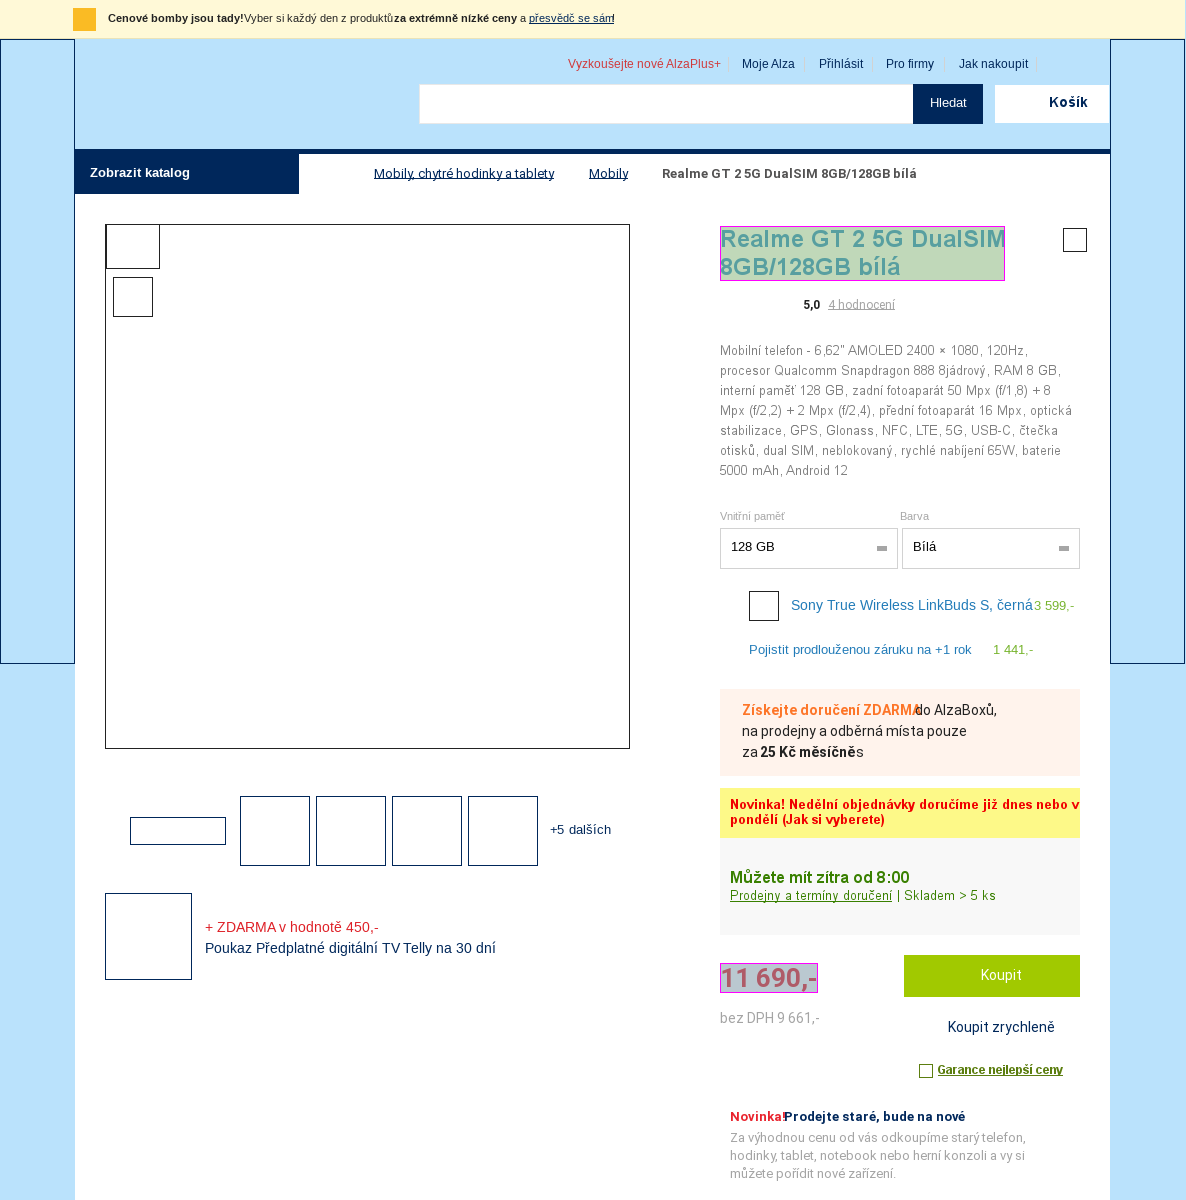 Cenové bomby jsou tady! Vyber si každý den z produktů za extrémně nízké ceny a přesvědč se sám!
Vyzkoušejte nové AlzaPlus+
Moje Alza
Přihlásit
Pro firmy
Jak nakoupit
Hledat
Košík
Zobrazit katalog
Mobily, chytré hodinky a tablety
Mobily
Realme GT 2 5G DualSIM 8GB/128GB bílá
Realme GT 2 5G DualSIM
8GB/128GB bílá
5,0 4 hodnocení
Mobilní telefon - 6,62" AMOLED 2400 × 1080, 120Hz,
procesor Qualcomm Snapdragon 888 8jádrový, RAM 8 GB,
interní paměť 128 GB, zadní fotoaparát 50 Mpx (f/1,8) + 8
Mpx (f/2,2) + 2 Mpx (f/2,4), přední fotoaparát 16 Mpx, optická
stabilizace, GPS, Glonass, NFC, LTE, 5G, USB-C, čtečka
otisků, dual SIM, neblokovaný, rychlé nabíjení 65W, baterie
5000 mAh, Android 12
Vnitřní paměť
Barva
128 GB
Bílá
Sony True Wireless LinkBuds S, černá 3 599,-
Pojistit prodlouženou záruku na +1 rok 1 441,-
Získejte doručení ZDARMA do AlzaBoxů,
na prodejny a odběrná místa pouze
za 25 Kč měsíčně s
Novinka! Nedělní objednávky doručíme již dnes nebo v
pondělí (Jak si vyberete)
Můžete mít zítra od 8:00
Prodejny a termíny doručení | Skladem > 5 ks
+5 dalších
+ ZDARMA v hodnotě 450,-
Poukaz Předplatné digitální TV Telly na 30 dní
11 690,-
bez DPH 9 661,-
Koupit
Koupit zrychleně
Garance nejlepší ceny
Novinka! Prodejte staré, bude na nové
Za výhodnou cenu od vás odkoupíme starý telefon,
hodinky, tablet, notebook nebo herní konzoli a vy si
můžete pořídit nové zařízení.